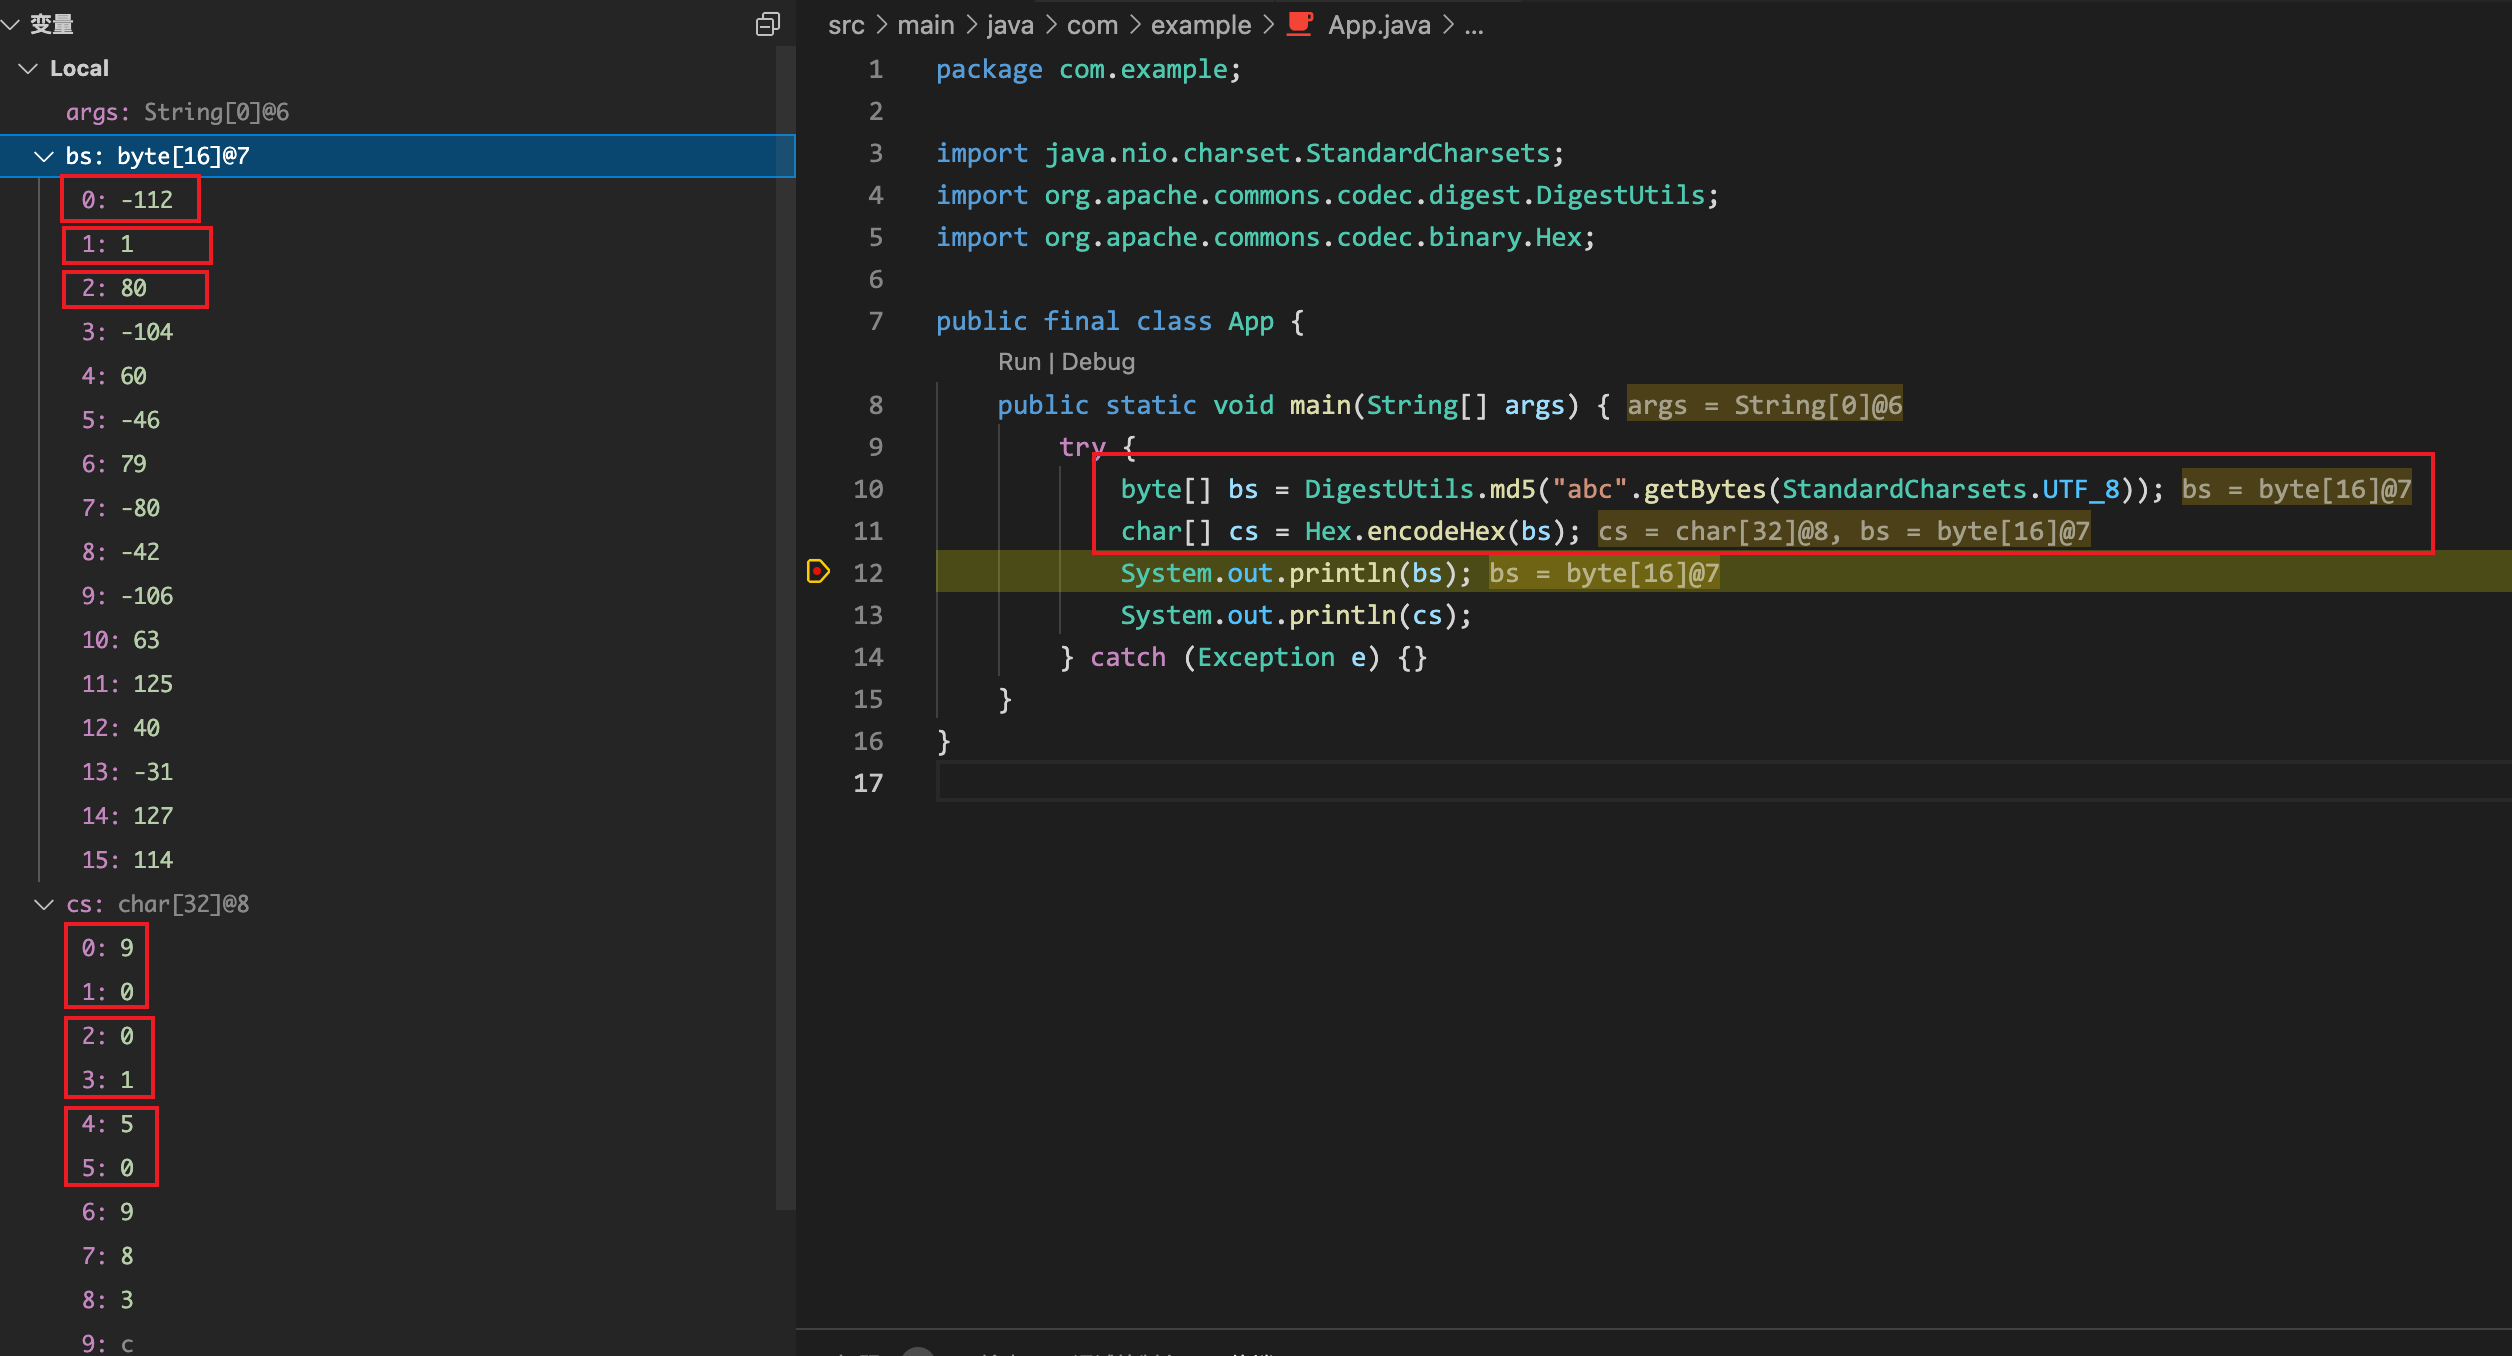 变量
Local
args: String[0]@6
bs: byte[16]@7
0: -112
1: 1
2: 80
3: -104
4: 60
5: -46
6: 79
7: -80
8: -42
9: -106
10: 63
11: 125
12: 40
13: -31
14: 127
15: 114
cs: char[32]@8
0: 9
1: 0
2: 0
3: 1
4: 5
5: 0
6: 9
7: 8
8: 3
9: c
src > main > java > com > example > App.java > ...
1 package com.example;
2
3 import java.nio.charset.StandardCharsets;
4 import org.apache.commons.codec.digest.DigestUtils;
5 import org.apache.commons.codec.binary.Hex;
6
7 public final class App {
Run | Debug
8 public static void main(String[] args) { args = String[0]@6
9 try {
10 byte[] bs = DigestUtils.md5("abc".getBytes(StandardCharsets.UTF_8)); bs = byte[16]@7
11 char[] cs = Hex.encodeHex(bs); cs = char[32]@8, bs = byte[16]@7
12 System.out.println(bs); bs = byte[16]@7
13 System.out.println(cs);
14 } catch (Exception e) {}
15 }
16 }
17